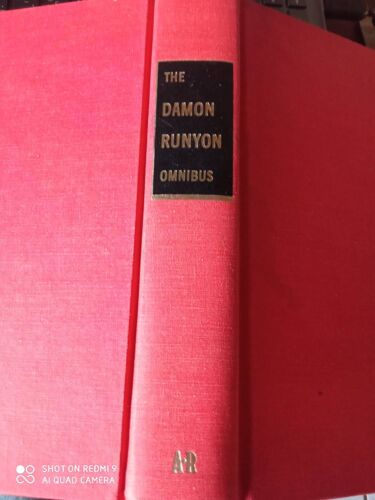 THE
DAMON
RUNYON
OMNIBUS
A·R
SHOT ON REDMI 9
AI QUAD CAMERA